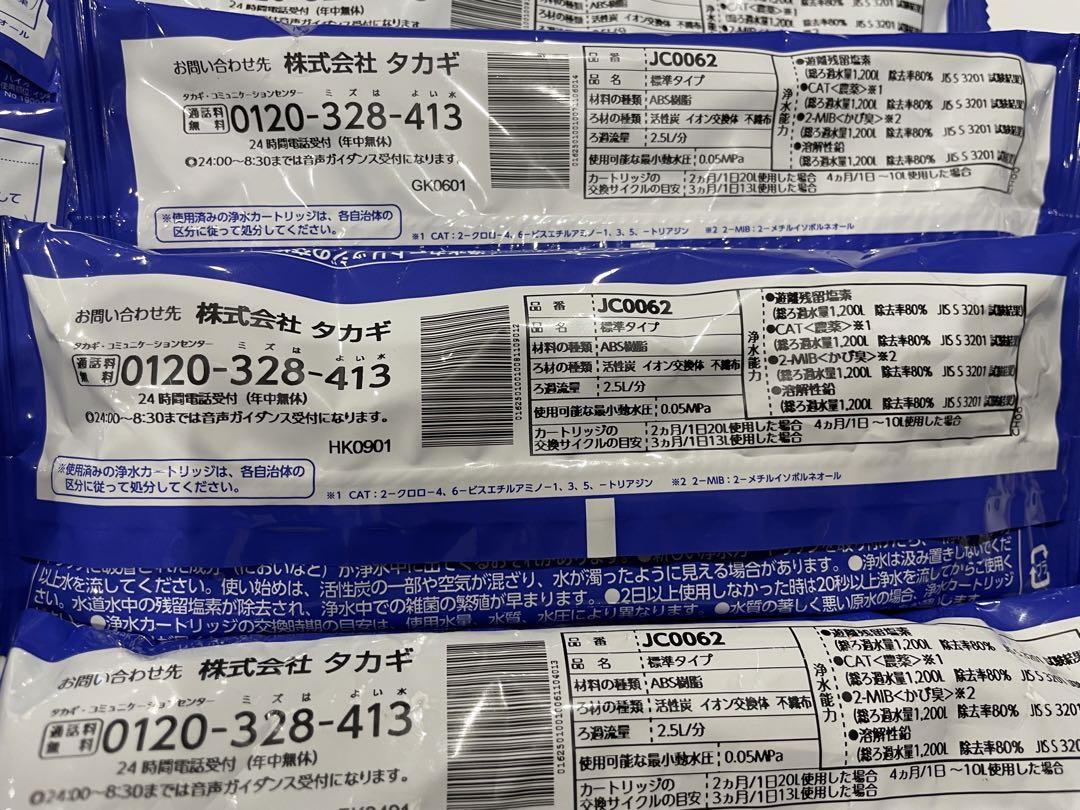 24時間電話受付（年中無休）
CAT<農薬>※1
2-MIB<かび臭>※2
お問い合わせ先 株式会社 タカギ
タカギ・コミュニケーションセンター
ミズは よい水
通話料無料 0120-328-413
24時間電話受付（年中無休）
◎24:00〜8:30までは音声ガイダンス受付になります。
GK0601
※使用済みの浄水カートリッジは、各自治体の
区分に従って処分してください。
品番 JC0062
品名 標準タイプ
材料の種類 ABS樹脂
ろ材の種類 活性炭 イオン交換体 不織布
ろ過流量 2.5L/分
使用可能な最小動水圧 0.05MPa
カートリッジの
交換サイクルの目安
2ヵ月/1日20L使用した場合 4ヵ月/1日〜10L使用した場合
3ヵ月/1日13L使用した場合
浄水能力
●遊離残留塩素
(総ろ過水量1,200L 除去率80% JIS S 3201 試験結果)
●CAT<農薬>※1
(総ろ過水量1,200L 除去率80% JIS S 3201 試験結果)
●2-MIB<かび臭>※2
(総ろ過水量1,200L 除去率80% JIS S 3201 試験結果)
●溶解性鉛
(総ろ過水量1,200L 除去率80% JIS S 3201 試験結果)
※1 CAT：2-クロロ-4、6-ビスエチルアミノ-1、3、5、-トリアジン ※2 2-MIB：2-メチルイソボルネオール
お問い合わせ先 株式会社 タカギ
タカギ・コミュニケーションセンター
ミズは よい水
通話料無料 0120-328-413
24時間電話受付（年中無休）
◎24:00〜8:30までは音声ガイダンス受付になります。
HK0901
※使用済みの浄水カートリッジは、各自治体の
区分に従って処分してください。
品番 JC0062
品名 標準タイプ
材料の種類 ABS樹脂
ろ材の種類 活性炭 イオン交換体 不織布
ろ過流量 2.5L/分
使用可能な最小動水圧 0.05MPa
カートリッジの
交換サイクルの目安
2ヵ月/1日20L使用した場合 4ヵ月/1日〜10L使用した場合
3ヵ月/1日13L使用した場合
浄水能力
●遊離残留塩素
(総ろ過水量1,200L 除去率80% JIS S 3201 試験結果)
●CAT<農薬>※1
(総ろ過水量1,200L 除去率80% JIS S 3201 試験結果)
●2-MIB<かび臭>※2
(総ろ過水量1,200L 除去率80% JIS S 3201 試験結果)
●溶解性鉛
(総ろ過水量1,200L 除去率80% JIS S 3201 試験結果)
※1 CAT：2-クロロ-4、6-ビスエチルアミノ-1、3、5、-トリアジン ※2 2-MIB：2-メチルイソボルネオール
以上水を流してください。使い始めは、活性炭の一部や空気が混ざり、水が濁ったように見える場合があります。●浄水は汲み置きしないでくだ
さい。水道水中の残留塩素が除去され、浄水中での雑菌の繁殖が早まります。●2日以上使用しなかった時は20秒以上浄水を流してからご使用く
●浄水カートリッジの交換時期の目安は、使用水量、水質、水圧により異なります。●水質の著しく悪い原水の場合、浄水カートリッジ
お問い合わせ先 株式会社 タカギ
タカギ・コミュニケーションセンター
ミズは よい水
通話料無料 0120-328-413
24時間電話受付（年中無休）
◎24:00〜8:30までは音声ガイダンス受付になります。
品番 JC0062
品名 標準タイプ
材料の種類 ABS樹脂
ろ材の種類 活性炭 イオン交換体 不織布
ろ過流量 2.5L/分
使用可能な最小動水圧 0.05MPa
カートリッジの
交換サイクルの目安
2ヵ月/1日20L使用した場合 4ヵ月/1日〜10L使用した場合
3ヵ月/1日13L使用した場合
浄水能力
●遊離残留塩素
(総ろ過水量1,200L 除去率80%
●CAT<農薬>※1
(総ろ過水量1,200L 除去率80% JIS S 3201
●2-MIB<かび臭>※2
(総ろ過水量1,200L 除去率80% JIS S 3201
●溶解性鉛
(総ろ過水量1,200L 除去率80% JIS S 3201